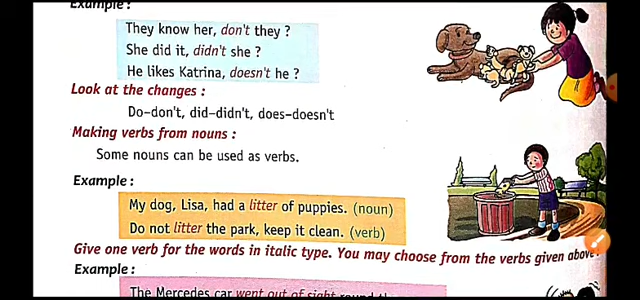 Example :
They know her, don't they ?
She did it, didn't she ?
He likes Katrina, doesn't he ?
Look at the changes :
Do–don't, did–didn't, does–doesn't
Making verbs from nouns :
Some nouns can be used as verbs.
Example :
My dog, Lisa, had a litter of puppies. (noun)
Do not litter the park, keep it clean. (verb)
Give one verb for the words in italic type. You may choose from the verbs given above.
Example :
The Mercedes car went out of sight round the